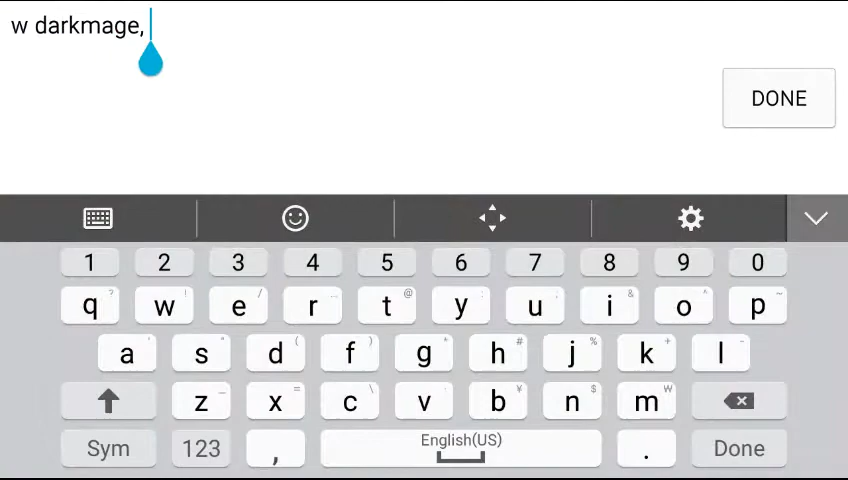 w darkmage,
DONE
1 2 3 4 5 6 7 8 9 0
q w e r t y u i o p
a s d f g h j k l
z x c v b n m
Sym 123 , English(US) . Done